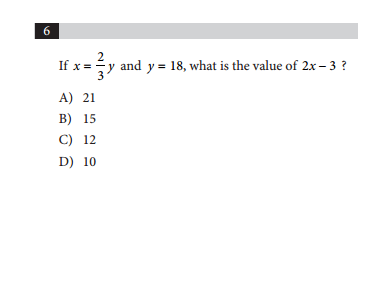 6
If x = 2/3 y and y = 18, what is the value of 2x – 3 ?
A) 21
B) 15
C) 12
D) 10